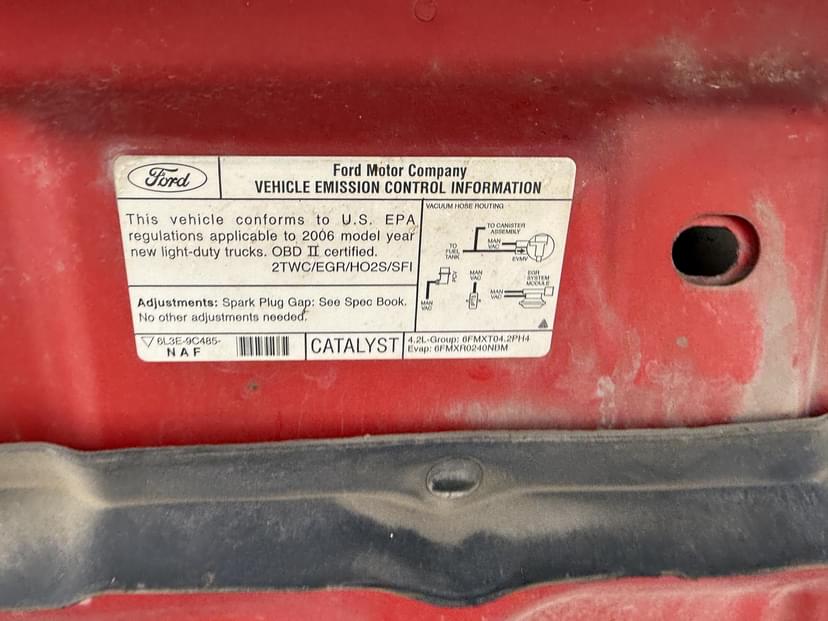 Ford
Ford Motor Company
VEHICLE EMISSION CONTROL INFORMATION
This vehicle conforms to U.S. EPA
regulations applicable to 2006 model year
new light-duty trucks. OBD II certified.
2TWC/EGR/HO2S/SFI
Adjustments: Spark Plug Gap: See Spec Book.
No other adjustments needed.
VACUUM HOSE ROUTING
TO CANISTER
ASSEMBLY
TO
FUEL
TANK
MAN
VAC
EVMV
PCV
MAN
VAC
MAN
VAC
FPR
EGR
SYSTEM
MODULE
MAN
VAC
6L3E-9C485-
N A F
CATALYST
4.2L-Group: 6FMXT04.2PH4
Evap: 6FMXR0240NBM